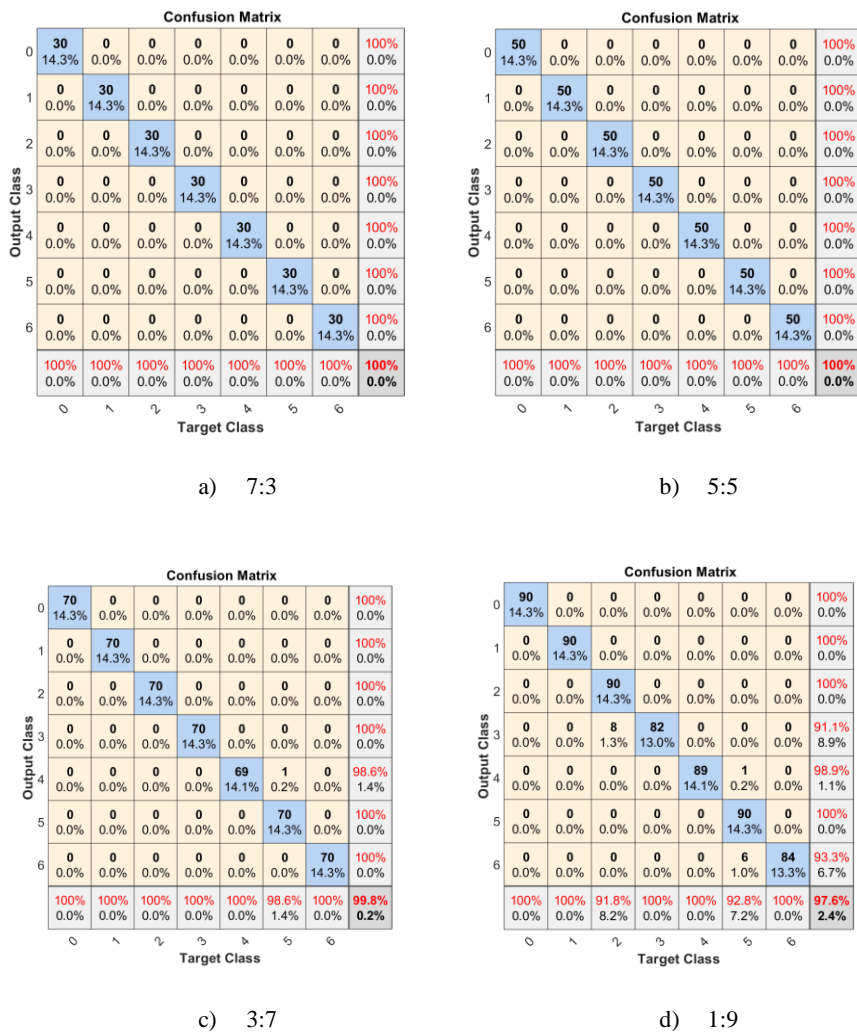 Confusion Matrix
0 30 0 0 0 0 0 0 100%
14.3% 0.0% 0.0% 0.0% 0.0% 0.0% 0.0% 0.0%
1 0 30 0 0 0 0 0 100%
0.0% 14.3% 0.0% 0.0% 0.0% 0.0% 0.0% 0.0%
2 0 0 30 0 0 0 0 100%
0.0% 0.0% 14.3% 0.0% 0.0% 0.0% 0.0% 0.0%
3 0 0 0 30 0 0 0 100%
0.0% 0.0% 0.0% 14.3% 0.0% 0.0% 0.0% 0.0%
4 0 0 0 0 30 0 0 100%
0.0% 0.0% 0.0% 0.0% 14.3% 0.0% 0.0% 0.0%
5 0 0 0 0 0 30 0 100%
0.0% 0.0% 0.0% 0.0% 0.0% 14.3% 0.0% 0.0%
6 0 0 0 0 0 0 30 100%
0.0% 0.0% 0.0% 0.0% 0.0% 0.0% 14.3% 0.0%
100% 100% 100% 100% 100% 100% 100% 100%
0.0% 0.0% 0.0% 0.0% 0.0% 0.0% 0.0% 0.0%
0 1 2 3 4 5 6
Output Class
Target Class
a) 7:3
Confusion Matrix
0 50 0 0 0 0 0 0 100%
14.3% 0.0% 0.0% 0.0% 0.0% 0.0% 0.0% 0.0%
1 0 50 0 0 0 0 0 100%
0.0% 14.3% 0.0% 0.0% 0.0% 0.0% 0.0% 0.0%
2 0 0 50 0 0 0 0 100%
0.0% 0.0% 14.3% 0.0% 0.0% 0.0% 0.0% 0.0%
3 0 0 0 50 0 0 0 100%
0.0% 0.0% 0.0% 14.3% 0.0% 0.0% 0.0% 0.0%
4 0 0 0 0 50 0 0 100%
0.0% 0.0% 0.0% 0.0% 14.3% 0.0% 0.0% 0.0%
5 0 0 0 0 0 50 0 100%
0.0% 0.0% 0.0% 0.0% 0.0% 14.3% 0.0% 0.0%
6 0 0 0 0 0 0 50 100%
0.0% 0.0% 0.0% 0.0% 0.0% 0.0% 14.3% 0.0%
100% 100% 100% 100% 100% 100% 100% 100%
0.0% 0.0% 0.0% 0.0% 0.0% 0.0% 0.0% 0.0%
0 1 2 3 4 5 6
Output Class
Target Class
b) 5:5
Confusion Matrix
0 70 0 0 0 0 0 0 100%
14.3% 0.0% 0.0% 0.0% 0.0% 0.0% 0.0% 0.0%
1 0 70 0 0 0 0 0 100%
0.0% 14.3% 0.0% 0.0% 0.0% 0.0% 0.0% 0.0%
2 0 0 70 0 0 0 0 100%
0.0% 0.0% 14.3% 0.0% 0.0% 0.0% 0.0% 0.0%
3 0 0 0 70 0 0 0 100%
0.0% 0.0% 0.0% 14.3% 0.0% 0.0% 0.0% 0.0%
4 0 0 0 0 69 1 0 98.6%
0.0% 0.0% 0.0% 0.0% 14.1% 0.2% 0.0% 1.4%
5 0 0 0 0 0 70 0 100%
0.0% 0.0% 0.0% 0.0% 0.0% 14.3% 0.0% 0.0%
6 0 0 0 0 0 0 70 100%
0.0% 0.0% 0.0% 0.0% 0.0% 0.0% 14.3% 0.0%
100% 100% 100% 100% 100% 98.6% 100% 99.8%
0.0% 0.0% 0.0% 0.0% 0.0% 1.4% 0.0% 0.2%
0 1 2 3 4 5 6
Output Class
Target Class
c) 3:7
Confusion Matrix
0 90 0 0 0 0 0 0 100%
14.3% 0.0% 0.0% 0.0% 0.0% 0.0% 0.0% 0.0%
1 0 90 0 0 0 0 0 100%
0.0% 14.3% 0.0% 0.0% 0.0% 0.0% 0.0% 0.0%
2 0 0 90 0 0 0 0 100%
0.0% 0.0% 14.3% 0.0% 0.0% 0.0% 0.0% 0.0%
3 0 0 8 82 0 0 0 91.1%
0.0% 0.0% 1.3% 13.0% 0.0% 0.0% 0.0% 8.9%
4 0 0 0 0 89 1 0 98.9%
0.0% 0.0% 0.0% 0.0% 14.1% 0.2% 0.0% 1.1%
5 0 0 0 0 0 90 0 100%
0.0% 0.0% 0.0% 0.0% 0.0% 14.3% 0.0% 0.0%
6 0 0 0 0 0 6 84 93.3%
0.0% 0.0% 0.0% 0.0% 0.0% 1.0% 13.3% 6.7%
100% 100% 91.8% 100% 100% 92.8% 100% 97.6%
0.0% 0.0% 8.2% 0.0% 0.0% 7.2% 0.0% 2.4%
0 1 2 3 4 5 6
Output Class
Target Class
d) 1:9